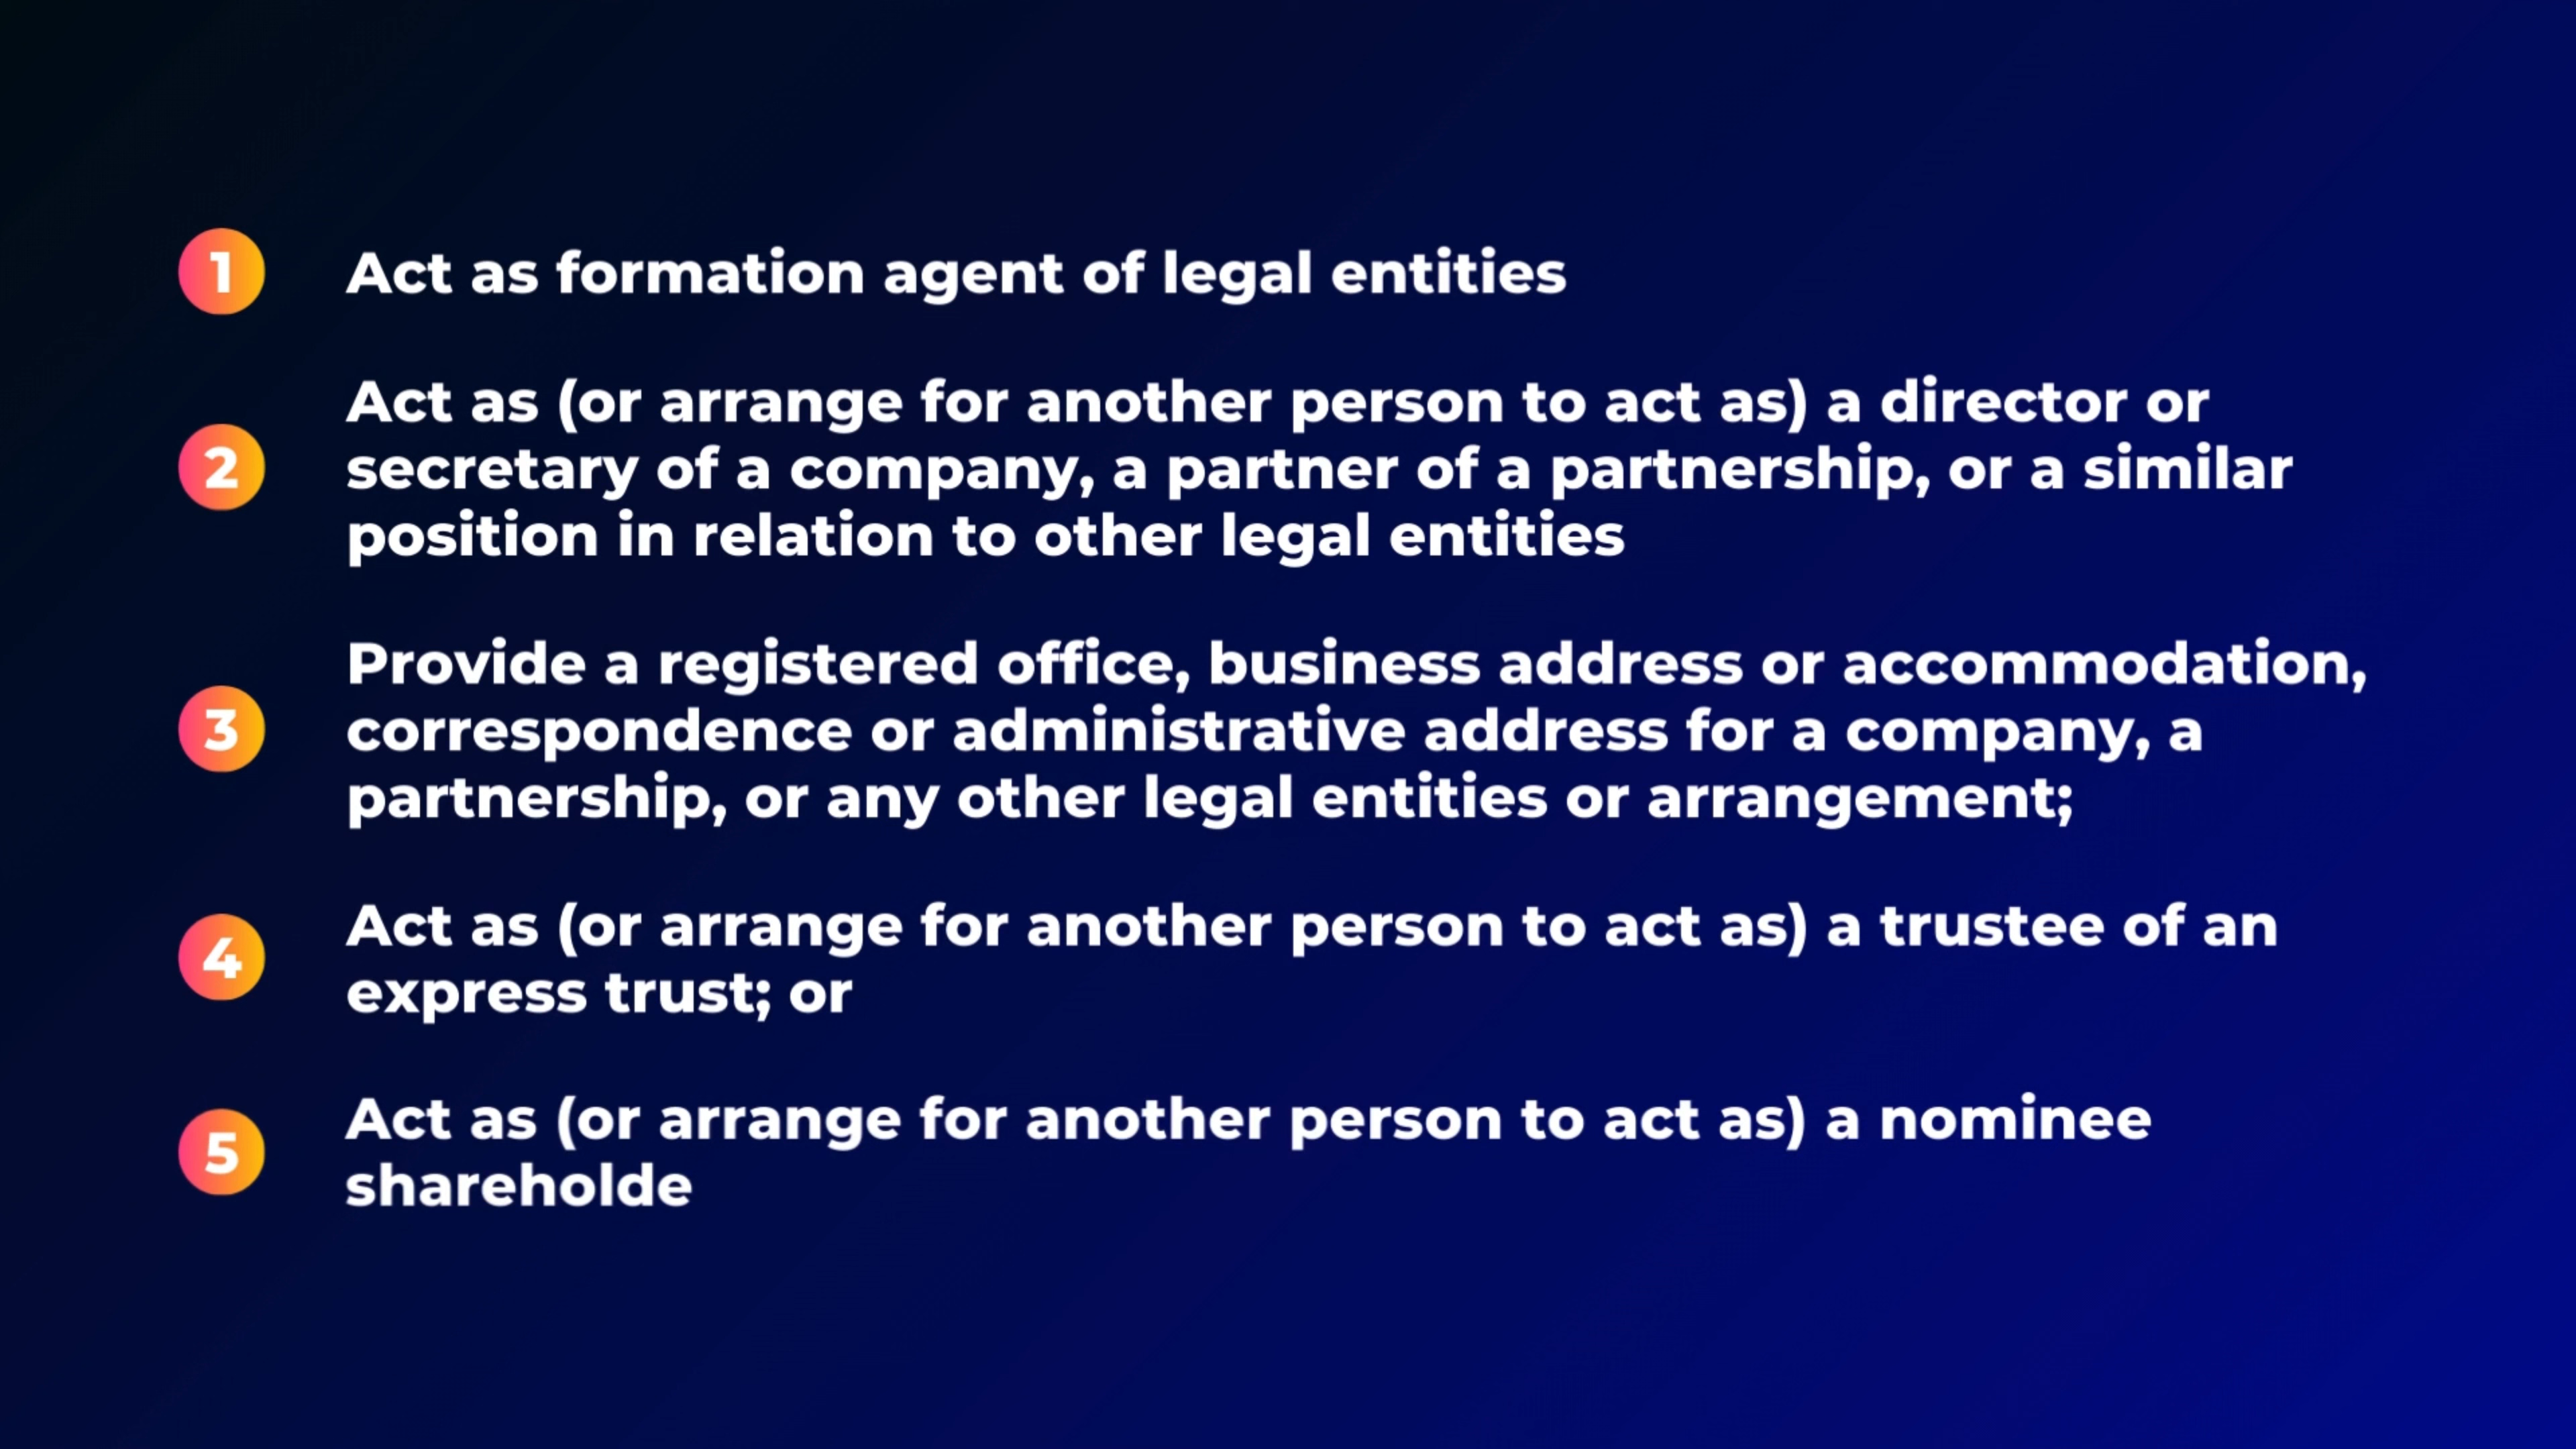 1 Act as formation agent of legal entities
Act as (or arrange for another person to act as) a director or
2 secretary of a company, a partner of a partnership, or a similar
position in relation to other legal entities
Provide a registered office, business address or accommodation,
3 correspondence or administrative address for a company, a
partnership, or any other legal entities or arrangement;
4 Act as (or arrange for another person to act as) a trustee of an
express trust; or
5 Act as (or arrange for another person to act as) a nominee
shareholde